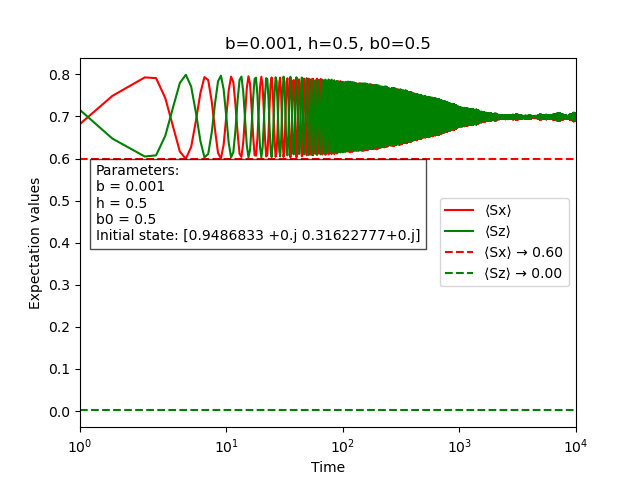 b=0.001, h=0.5, b0=0.5
Expectation values
0.8
0.7
0.6
0.5
0.4
0.3
0.2
0.1
0.0
Parameters:
b = 0.001
h = 0.5
b0 = 0.5
Initial state: [0.9486833 +0.j 0.31622777+0.j]
⟨Sx⟩
⟨Sz⟩
⟨Sx⟩ → 0.60
⟨Sz⟩ → 0.00
10⁰ 10¹ 10² 10³ 10⁴
Time